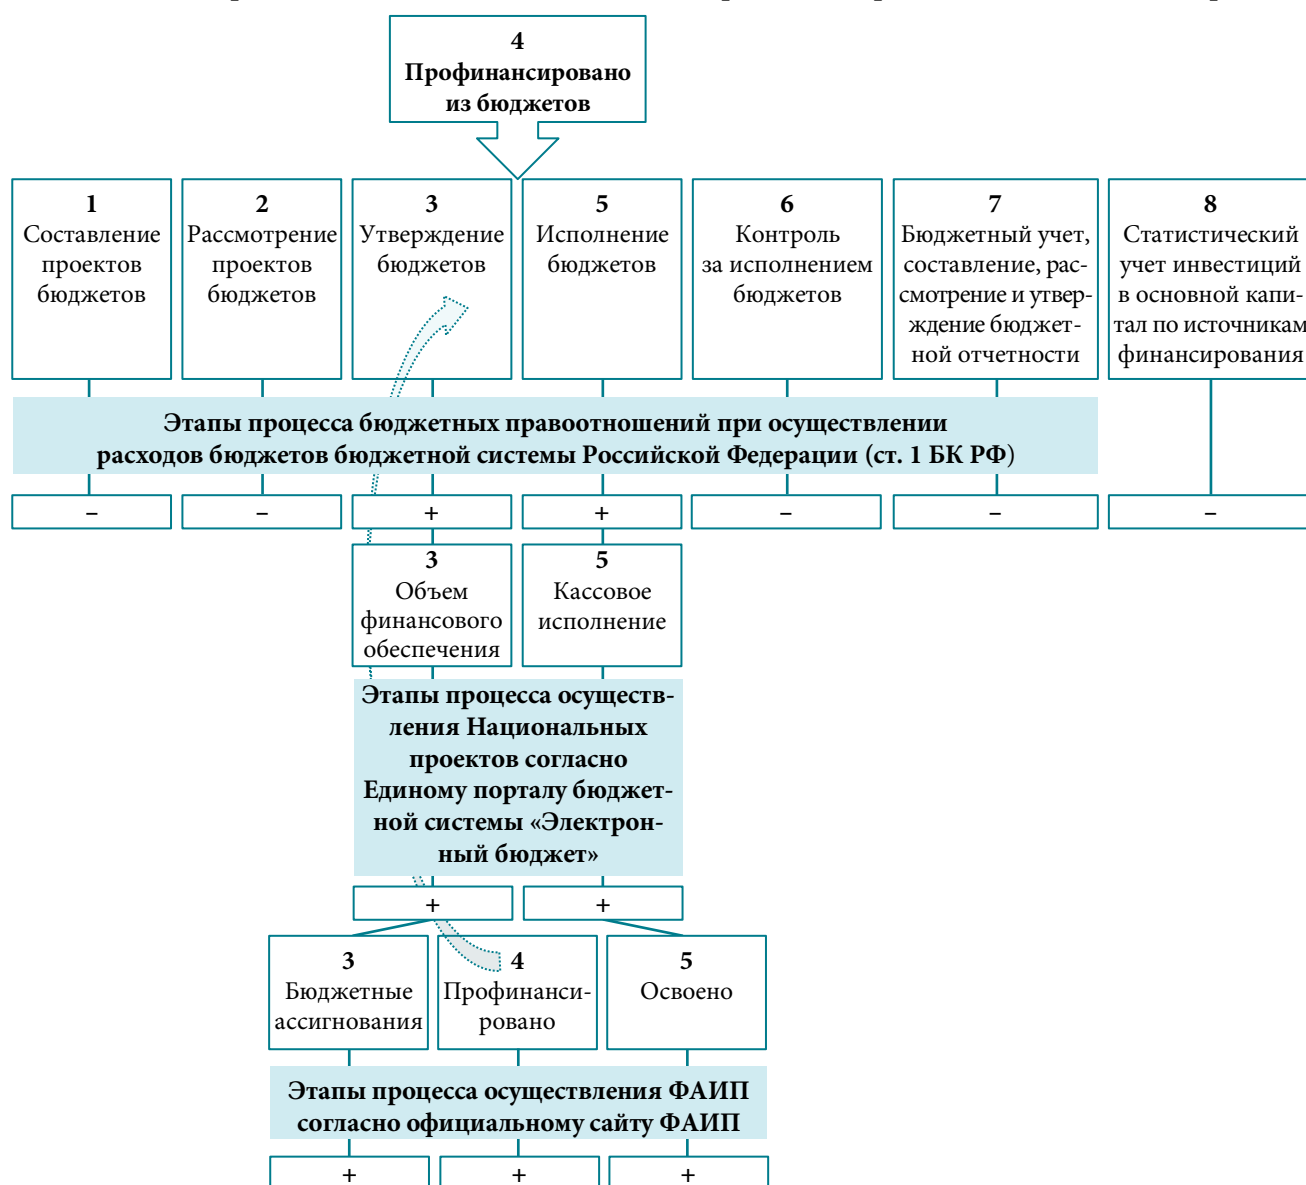 4
Профинансировано
из бюджетов
1
Составление
проектов
бюджетов
2
Рассмотрение
проектов
бюджетов
3
Утверждение
бюджетов
5
Исполнение
бюджетов
6
Контроль
за исполнением
бюджетов
7
Бюджетный учет,
составление, рас-
смотрение и утвер-
ждение бюджет-
ной отчетности
8
Статистический
учет инвестиций
в основной капи-
тал по источникам
финансирования
Этапы процесса бюджетных правоотношений при осуществлении
расходов бюджетов бюджетной системы Российской Федерации (ст. 1 БК РФ)
–
–
+
+
–
–
–
3
Объем
финансового
обеспечения
5
Кассовое
исполнение
Этапы процесса осуществ-
ления Национальных
проектов согласно
Единому порталу бюджет-
ной системы «Электрон-
ный бюджет»
+
+
3
Бюджетные
ассигнования
4
Профинанси-
ровано
5
Освоено
Этапы процесса осуществления ФАИП
согласно официальному сайту ФАИП
+
+
+